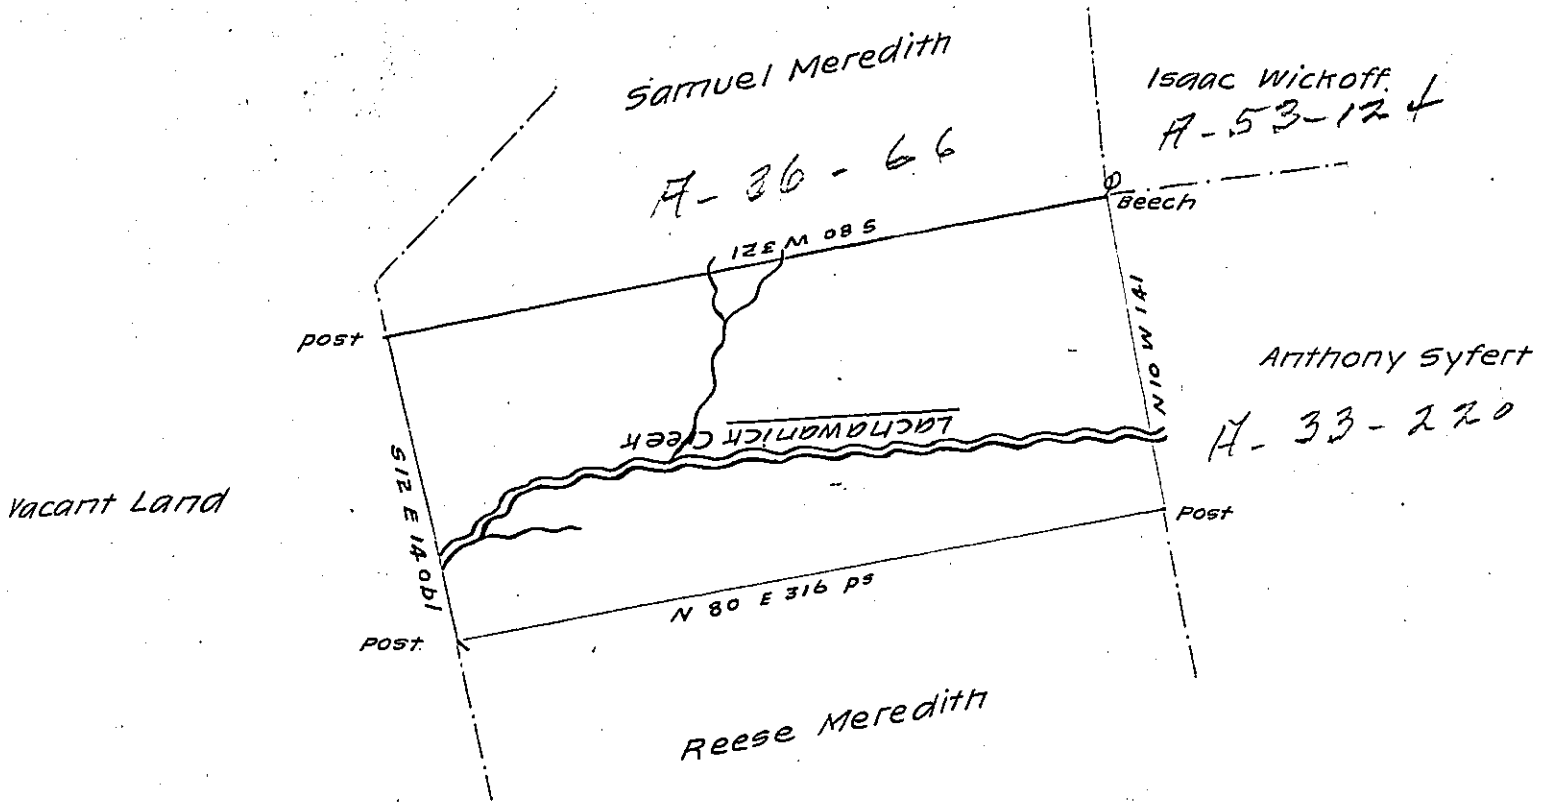 Samuel Meredith
A-36-66
Isaac Wickoff
A-53-124
Beech
S 80 W 321
post
N 10 W 141
Anthony Syfert
A-33-220
Lachawanick Creek
Vacant Land
S 12 E 140 bl
Post
N 80 E 316 ps
Post
Reese Meredith